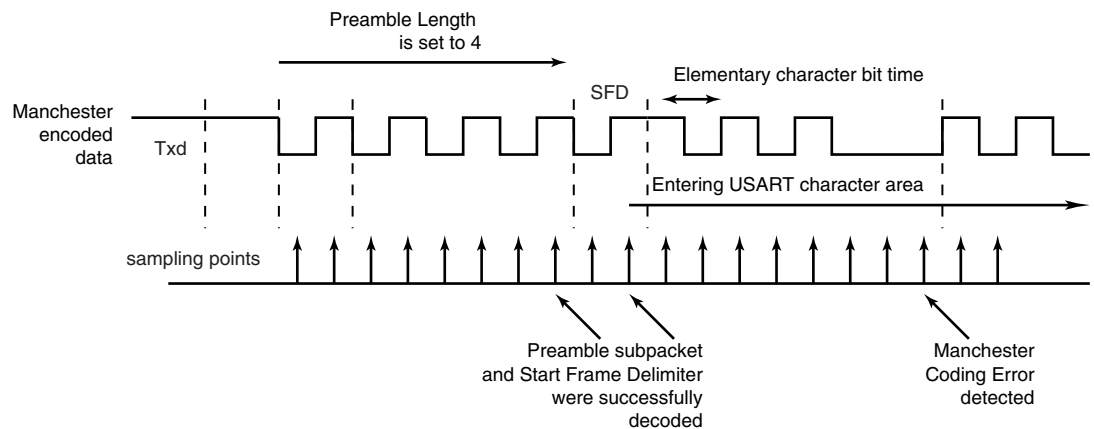 Preamble Length
is set to 4
Elementary character bit time
SFD
Manchester
encoded
data
Txd
Entering USART character area
sampling points
Preamble subpacket
and Start Frame Delimiter
were successfully
decoded
Manchester
Coding Error
detected